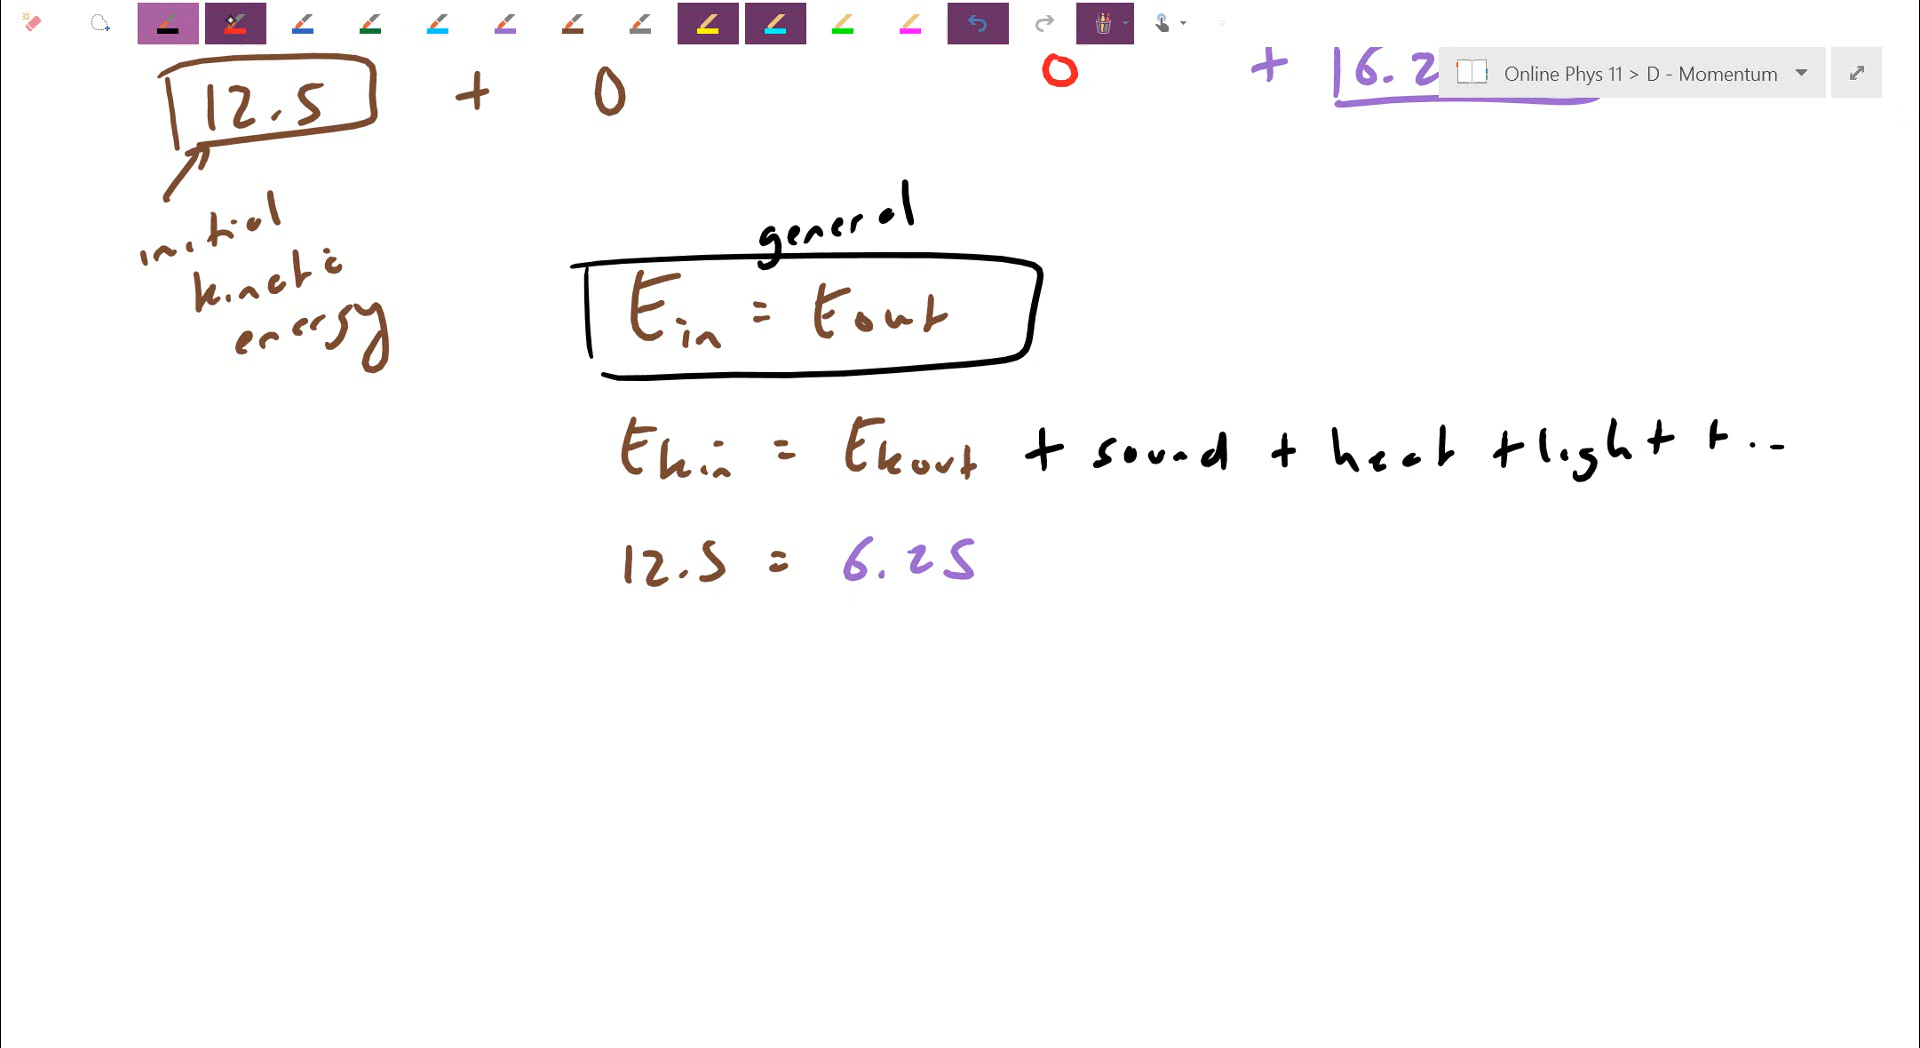 12.5 + 0 0 + 6.2
Online Phys 11 > D - Momentum
initial
kinetic
energy
general
Ein = Eout
Ekin = Ekout + sound + heat + light + ...
12.5 = 6.25